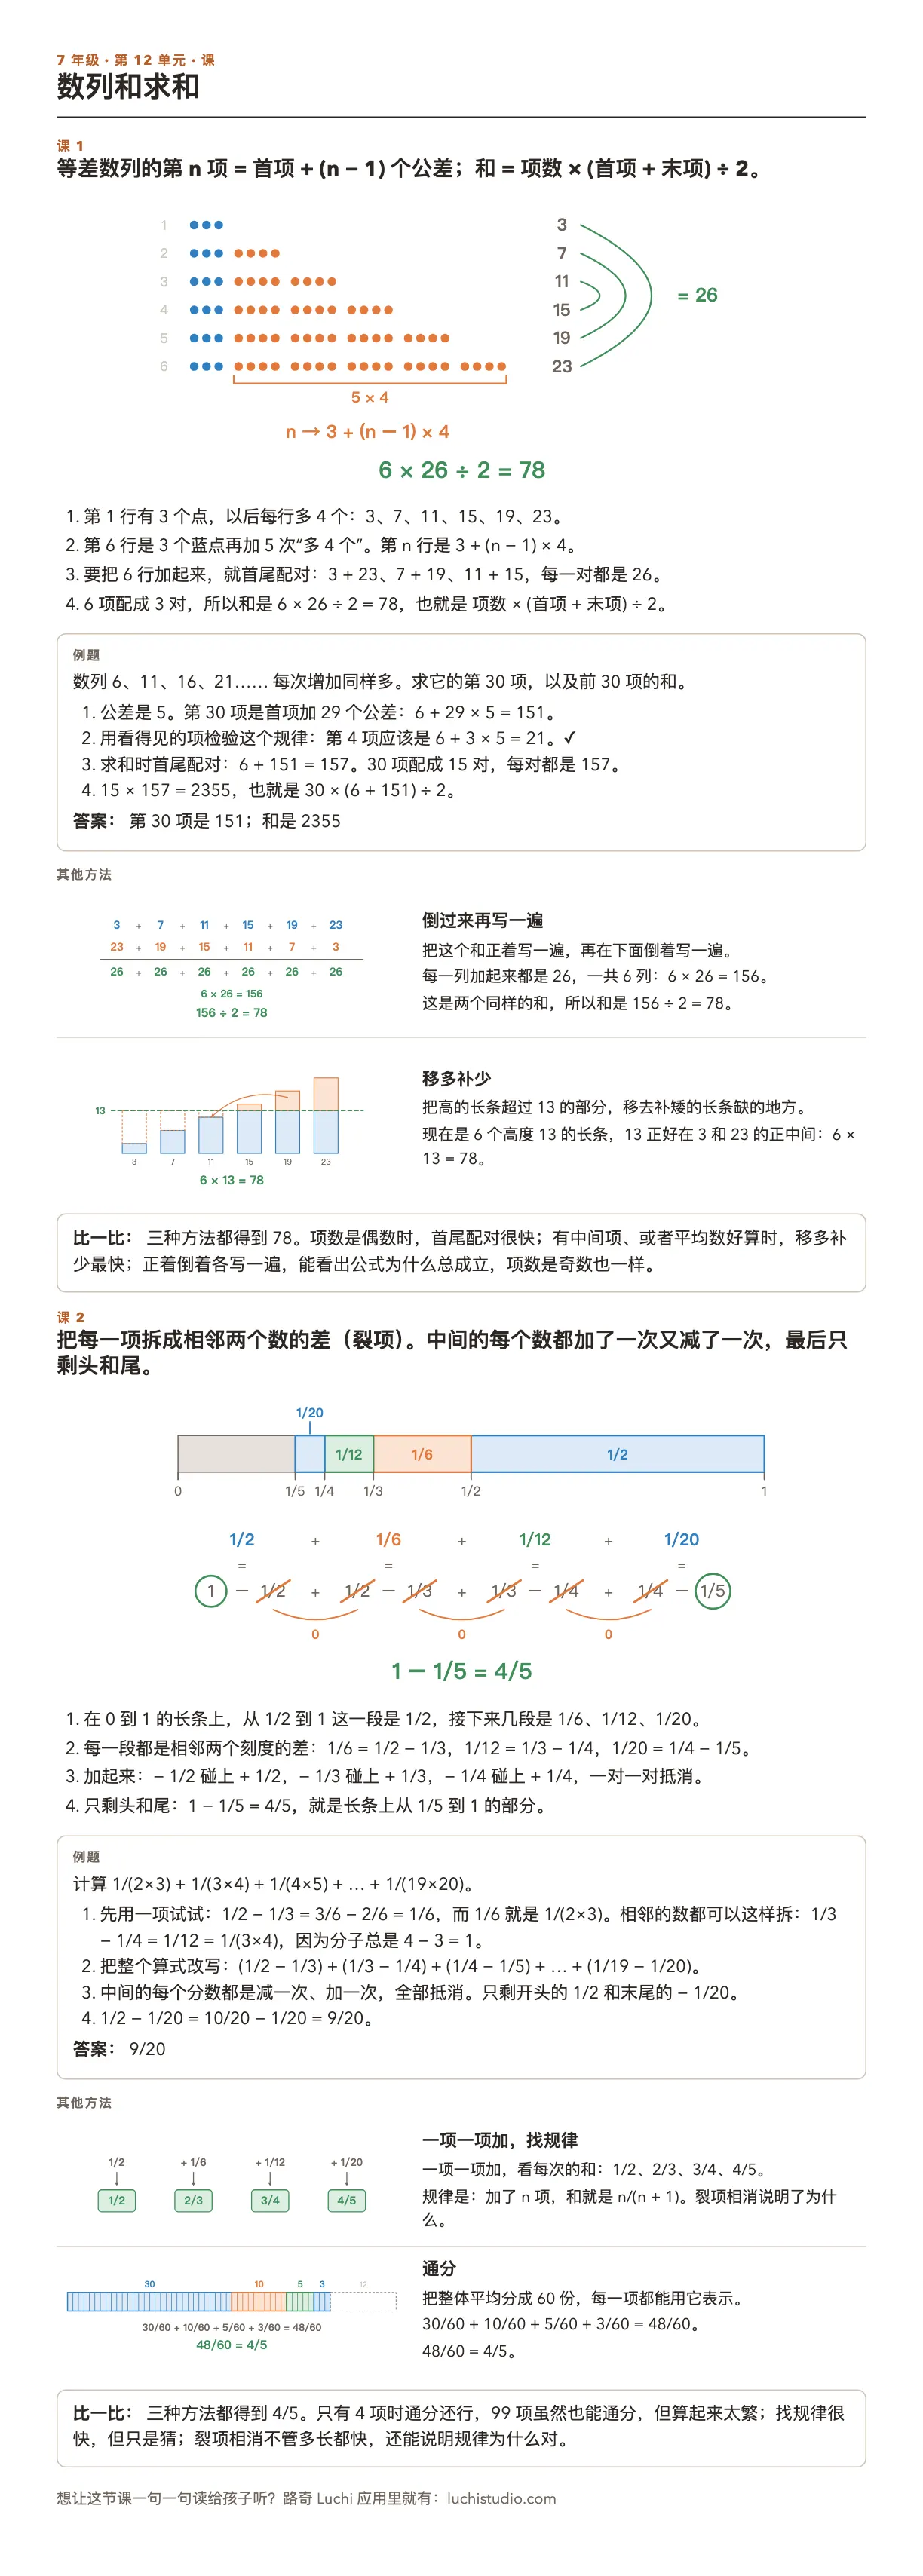 7 年级 · 第 12 单元 · 课
数列和求和
课 1
等差数列的第 n 项 = 首项 + (n − 1) 个公差；和 = 项数 × (首项 + 末项) ÷ 2。
1
2
3
4
5
6
5 × 4
n → 3 + (n − 1) × 4
3
7
11
15
19
23
= 26
6 × 26 ÷ 2 = 78
1. 第 1 行有 3 个点，以后每行多 4 个：3、7、11、15、19、23。
2. 第 6 行是 3 个蓝点再加 5 次“多 4 个”。第 n 行是 3 + (n − 1) × 4。
3. 要把 6 行加起来，就首尾配对：3 + 23、7 + 19、11 + 15，每一对都是 26。
4. 6 项配成 3 对，所以和是 6 × 26 ÷ 2 = 78，也就是 项数 × (首项 + 末项) ÷ 2。
例题
数列 6、11、16、21…… 每次增加同样多。求它的第 30 项，以及前 30 项的和。
1. 公差是 5。第 30 项是首项加 29 个公差：6 + 29 × 5 = 151。
2. 用看得见的项检验这个规律：第 4 项应该是 6 + 3 × 5 = 21。✓
3. 求和时首尾配对：6 + 151 = 157。30 项配成 15 对，每对都是 157。
4. 15 × 157 = 2355，也就是 30 × (6 + 151) ÷ 2。
答案： 第 30 项是 151；和是 2355
其他方法
3 + 7 + 11 + 15 + 19 + 23
23 + 19 + 15 + 11 + 7 + 3
26 + 26 + 26 + 26 + 26 + 26
6 × 26 = 156
156 ÷ 2 = 78
倒过来再写一遍
把这个和正着写一遍，再在下面倒着写一遍。
每一列加起来都是 26，一共 6 列：6 × 26 = 156。
这是两个同样的和，所以和是 156 ÷ 2 = 78。
13
3 7 11 15 19 23
6 × 13 = 78
移多补少
把高的长条超过 13 的部分，移去补矮的长条缺的地方。
现在是 6 个高度 13 的长条，13 正好在 3 和 23 的正中间：6 ×
13 = 78。
比一比： 三种方法都得到 78。项数是偶数时，首尾配对很快；有中间项、或者平均数好算时，移多补
少最快；正着倒着各写一遍，能看出公式为什么总成立，项数是奇数也一样。
课 2
把每一项拆成相邻两个数的差（裂项）。中间的每个数都加了一次又减了一次，最后只
剩头和尾。
1/20
1/12 1/6 1/2
0 1/5 1/4 1/3 1/2 1
1/2 + 1/6 + 1/12 + 1/20
= = = =
1 − 1/2 + 1/2 − 1/3 + 1/3 − 1/4 + 1/4 − 1/5
0 0 0
1 − 1/5 = 4/5
1. 在 0 到 1 的长条上，从 1/2 到 1 这一段是 1/2，接下来几段是 1/6、1/12、1/20。
2. 每一段都是相邻两个刻度的差：1/6 = 1/2 − 1/3，1/12 = 1/3 − 1/4，1/20 = 1/4 − 1/5。
3. 加起来：− 1/2 碰上 + 1/2，− 1/3 碰上 + 1/3，− 1/4 碰上 + 1/4，一对一对抵消。
4. 只剩头和尾：1 − 1/5 = 4/5，就是长条上从 1/5 到 1 的部分。
例题
计算 1/(2×3) + 1/(3×4) + 1/(4×5) + … + 1/(19×20)。
1. 先用一项试试：1/2 − 1/3 = 3/6 − 2/6 = 1/6，而 1/6 就是 1/(2×3)。相邻的数都可以这样拆：1/3
− 1/4 = 1/12 = 1/(3×4)，因为分子总是 4 − 3 = 1。
2. 把整个算式改写：(1/2 − 1/3) + (1/3 − 1/4) + (1/4 − 1/5) + … + (1/19 − 1/20)。
3. 中间的每个分数都是减一次、加一次，全部抵消。只剩开头的 1/2 和末尾的 − 1/20。
4. 1/2 − 1/20 = 10/20 − 1/20 = 9/20。
答案： 9/20
其他方法
1/2 + 1/6 + 1/12 + 1/20
1/2 2/3 3/4 4/5
一项一项加，找规律
一项一项加，看每次的和：1/2、2/3、3/4、4/5。
规律是：加了 n 项，和就是 n/(n + 1)。裂项相消说明了为什
么。
30 10 5 3 12
30/60 + 10/60 + 5/60 + 3/60 = 48/60
48/60 = 4/5
通分
把整体平均分成 60 份，每一项都能用它表示。
30/60 + 10/60 + 5/60 + 3/60 = 48/60。
48/60 = 4/5。
比一比： 三种方法都得到 4/5。只有 4 项时通分还行，99 项虽然也能通分，但算起来太繁；找规律很
快，但只是猜；裂项相消不管多长都快，还能说明规律为什么对。
想让这节课一句一句读给孩子听？路奇 Luchi 应用里就有：luchistudio.com